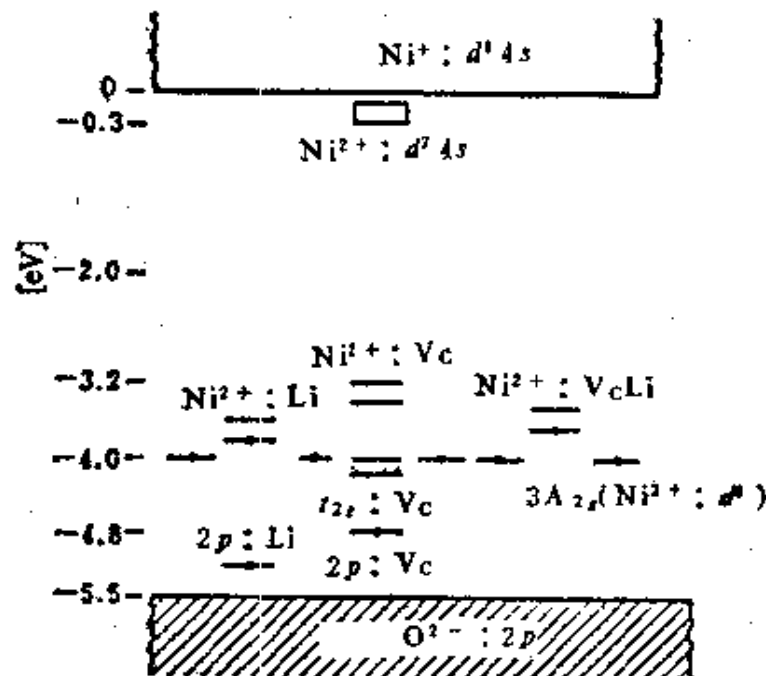 Ni⁺ : d⁸ 4s
0
−0.3
Ni²⁺ : d⁷ 4s
[eV]
−2.0
−3.2
Ni²⁺ : Vc
Ni²⁺ : Li
Ni²⁺ : VcLi
−4.0
t₂g : Vc
3A₂g(Ni²⁺ : d⁸)
−4.8
2p : Li
2p : Vc
−5.5
O²⁻ : 2p